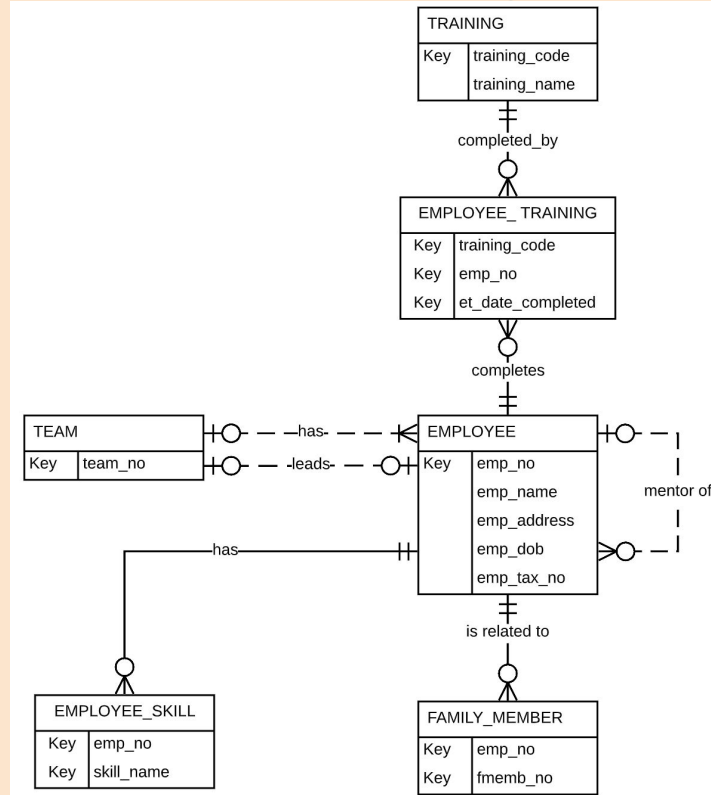 TRAINING
Key training_code
training_name
completed_by
EMPLOYEE_ TRAINING
Key training_code
Key emp_no
Key et_date_completed
completes
TEAM
Key team_no
has
leads
EMPLOYEE
Key emp_no
emp_name
emp_address
emp_dob
emp_tax_no
mentor of
has
is related to
EMPLOYEE_SKILL
Key emp_no
Key skill_name
FAMILY_MEMBER
Key emp_no
Key fmemb_no